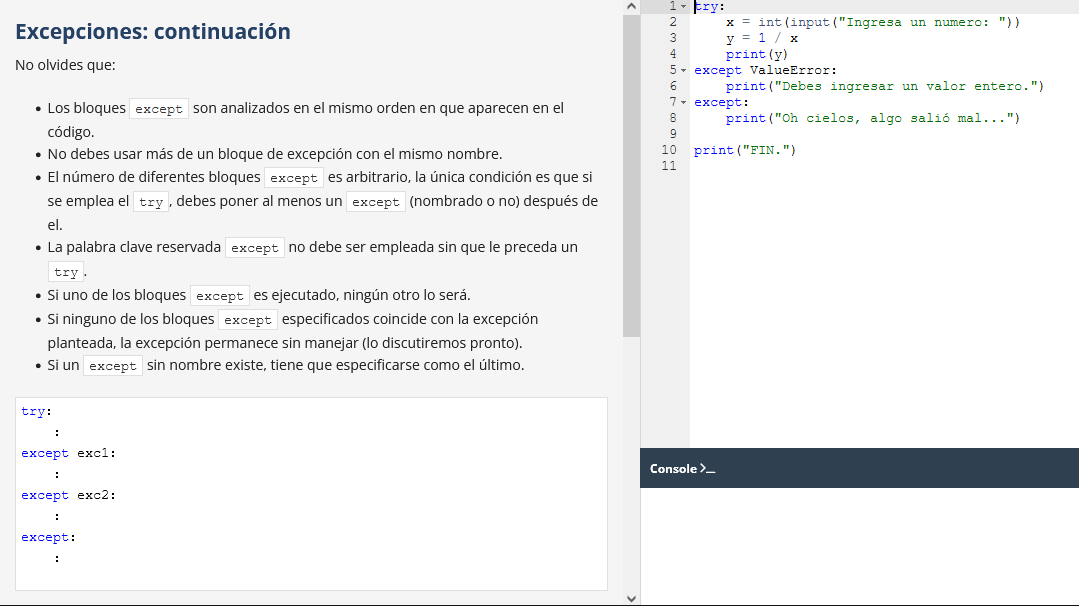 Excepciones: continuación
No olvides que:
• Los bloques except son analizados en el mismo orden en que aparecen en el
código.
• No debes usar más de un bloque de excepción con el mismo nombre.
• El número de diferentes bloques except es arbitrario, la única condición es que si
se emplea el try, debes poner al menos un except (nombrado o no) después de
el.
• La palabra clave reservada except no debe ser empleada sin que le preceda un
try.
• Si uno de los bloques except es ejecutado, ningún otro lo será.
• Si ninguno de los bloques except especificados coincide con la excepción
planteada, la excepción permanece sin manejar (lo discutiremos pronto).
• Si un except sin nombre existe, tiene que especificarse como el último.
try:
    :
except exc1:
    :
except exc2:
    :
except:
    :
1 try:
2     x = int(input("Ingresa un numero: "))
3     y = 1 / x
4     print(y)
5 except ValueError:
6     print("Debes ingresar un valor entero.")
7 except:
8     print("Oh cielos, algo salió mal...")
9
10 print("FIN.")
11
Console >_